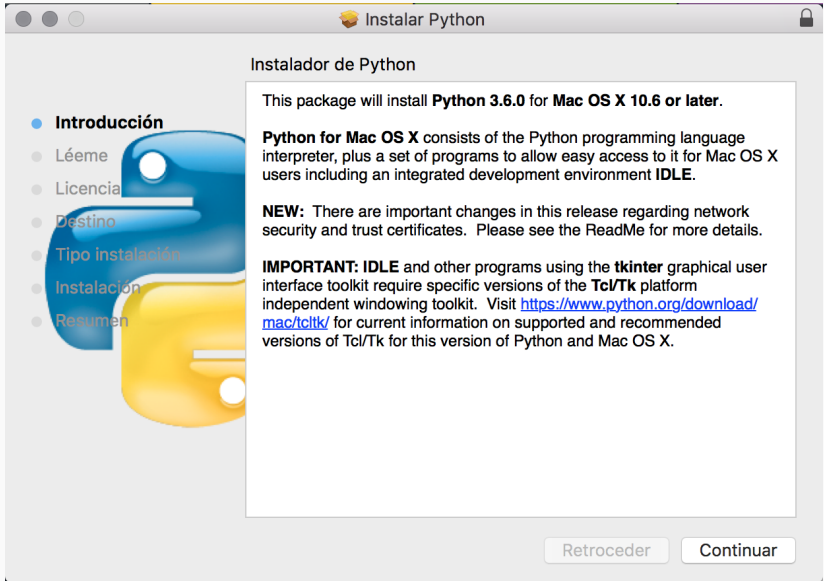 Instalar Python
Instalador de Python
Introducción
Léeme
Licencia
Destino
Tipo instalación
Instalación
Resumen
This package will install Python 3.6.0 for Mac OS X 10.6 or later.
Python for Mac OS X consists of the Python programming language
interpreter, plus a set of programs to allow easy access to it for Mac OS X
users including an integrated development environment IDLE.
NEW:  There are important changes in this release regarding network
security and trust certificates.  Please see the ReadMe for more details.
IMPORTANT: IDLE and other programs using the tkinter graphical user
interface toolkit require specific versions of the Tcl/Tk platform
independent windowing toolkit.  Visit https://www.python.org/download/
mac/tcltk/ for current information on supported and recommended
versions of Tcl/Tk for this version of Python and Mac OS X.
Retroceder
Continuar